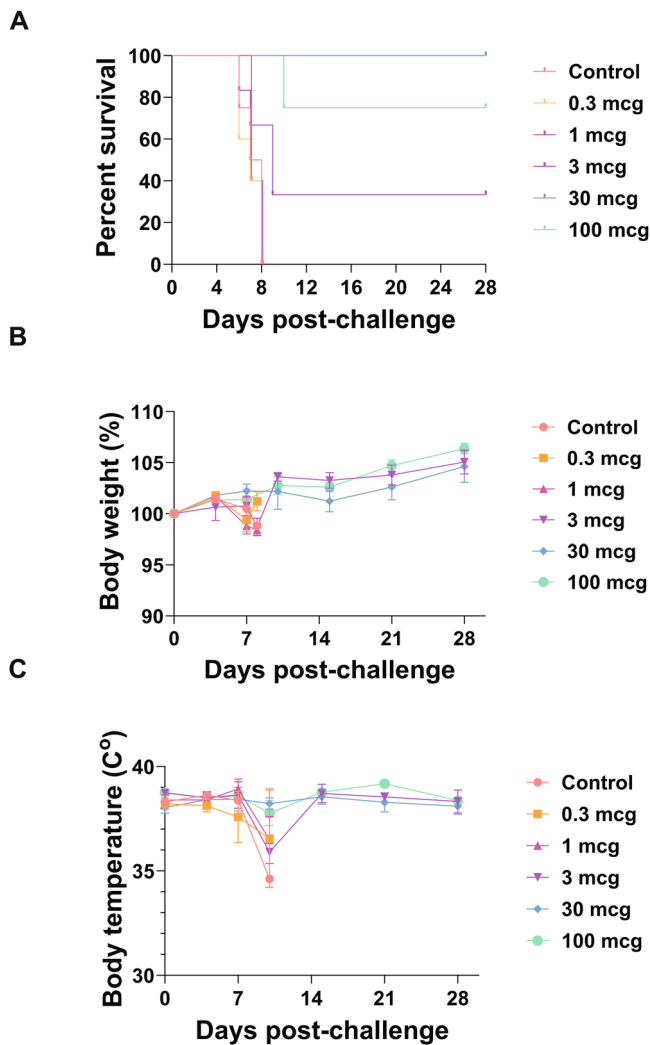 A
Percent survival
100
80
60
40
20
0
0 4 8 12 16 20 24 28
Days post-challenge
Control
0.3 mcg
1 mcg
3 mcg
30 mcg
100 mcg
B
Body weight (%)
110
105
100
95
90
0 7 14 21 28
Days post-challenge
Control
0.3 mcg
1 mcg
3 mcg
30 mcg
100 mcg
C
Body temperature (Cº)
40
35
30
0 7 14 21 28
Days post-challenge
Control
0.3 mcg
1 mcg
3 mcg
30 mcg
100 mcg